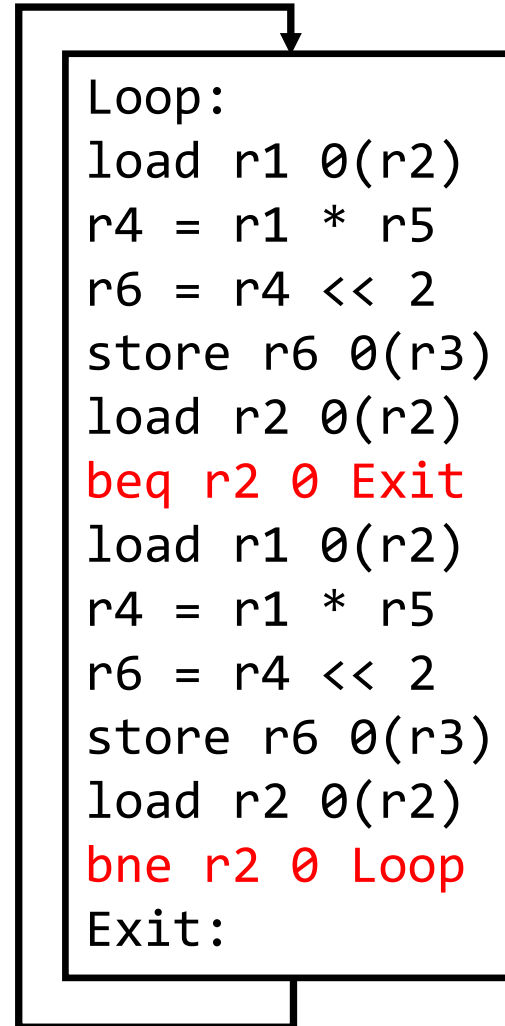 Loop:
load r1 0(r2)
r4 = r1 * r5
r6 = r4 << 2
store r6 0(r3)
load r2 0(r2)
beq r2 0 Exit
load r1 0(r2)
r4 = r1 * r5
r6 = r4 << 2
store r6 0(r3)
load r2 0(r2)
bne r2 0 Loop
Exit: